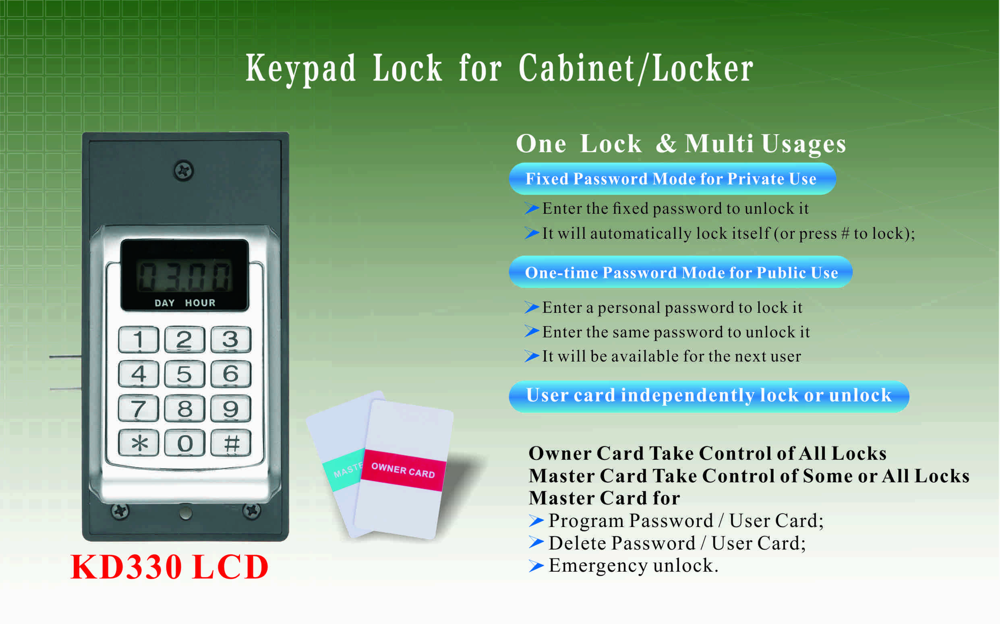 Keypad Lock for Cabinet/Locker
One Lock & Multi Usages
Fixed Password Mode for Private Use
Enter the fixed password to unlock it
It will automatically lock itself (or press # to lock);
One-time Password Mode for Public Use
Enter a personal password to lock it
Enter the same password to unlock it
It will be available for the next user
User card independently lock or unlock
Owner Card Take Control of All Locks
Master Card Take Control of Some or All Locks
Master Card for
Program Password / User Card;
Delete Password / User Card;
Emergency unlock.
03.00
DAY HOUR
1 2 3
4 5 6
7 8 9
* 0 #
MASTE
OWNER CARD
KD330 LCD